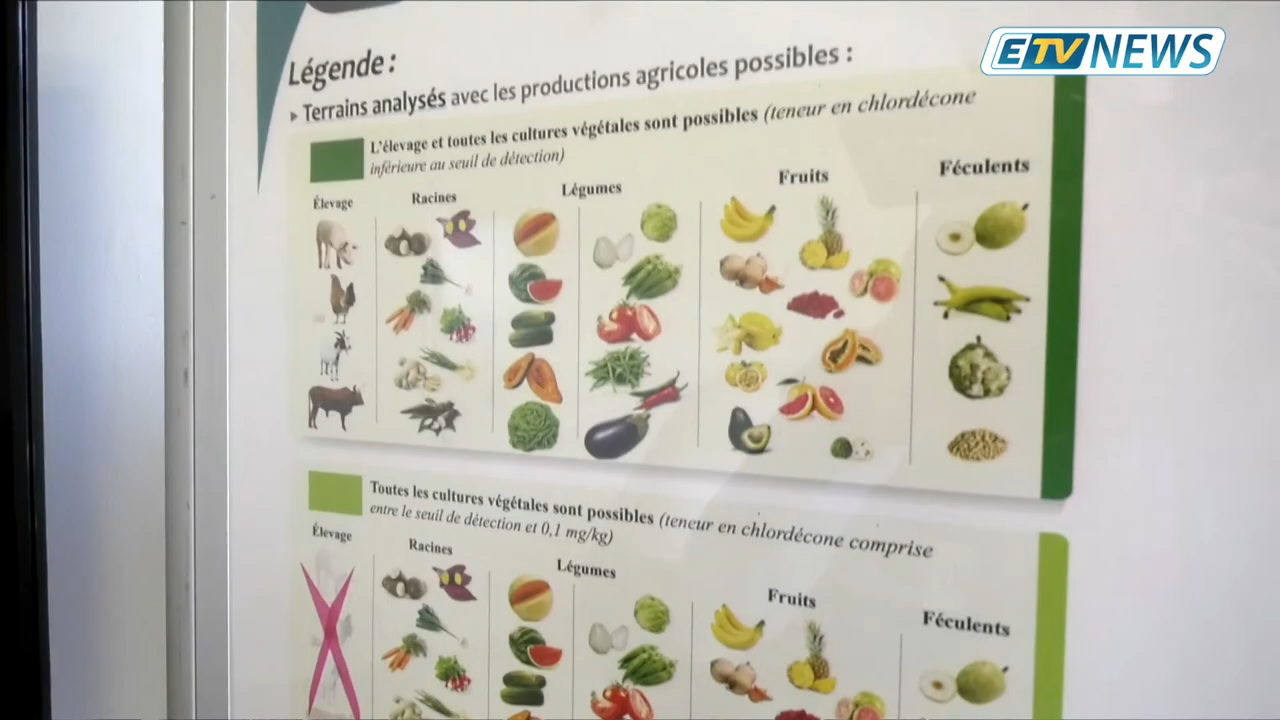 ETV NEWS
Légende :
▸ Terrains analysés avec les productions agricoles possibles :
L'élevage et toutes les cultures végétales sont possibles (teneur en chlordécone
inférieure au seuil de détection)
Élevage
Racines
Légumes
Fruits
Féculents
Toutes les cultures végétales sont possibles (teneur en chlordécone comprise
entre le seuil de détection et 0,1 mg/kg)
Élevage
Racines
Légumes
Fruits
Féculents